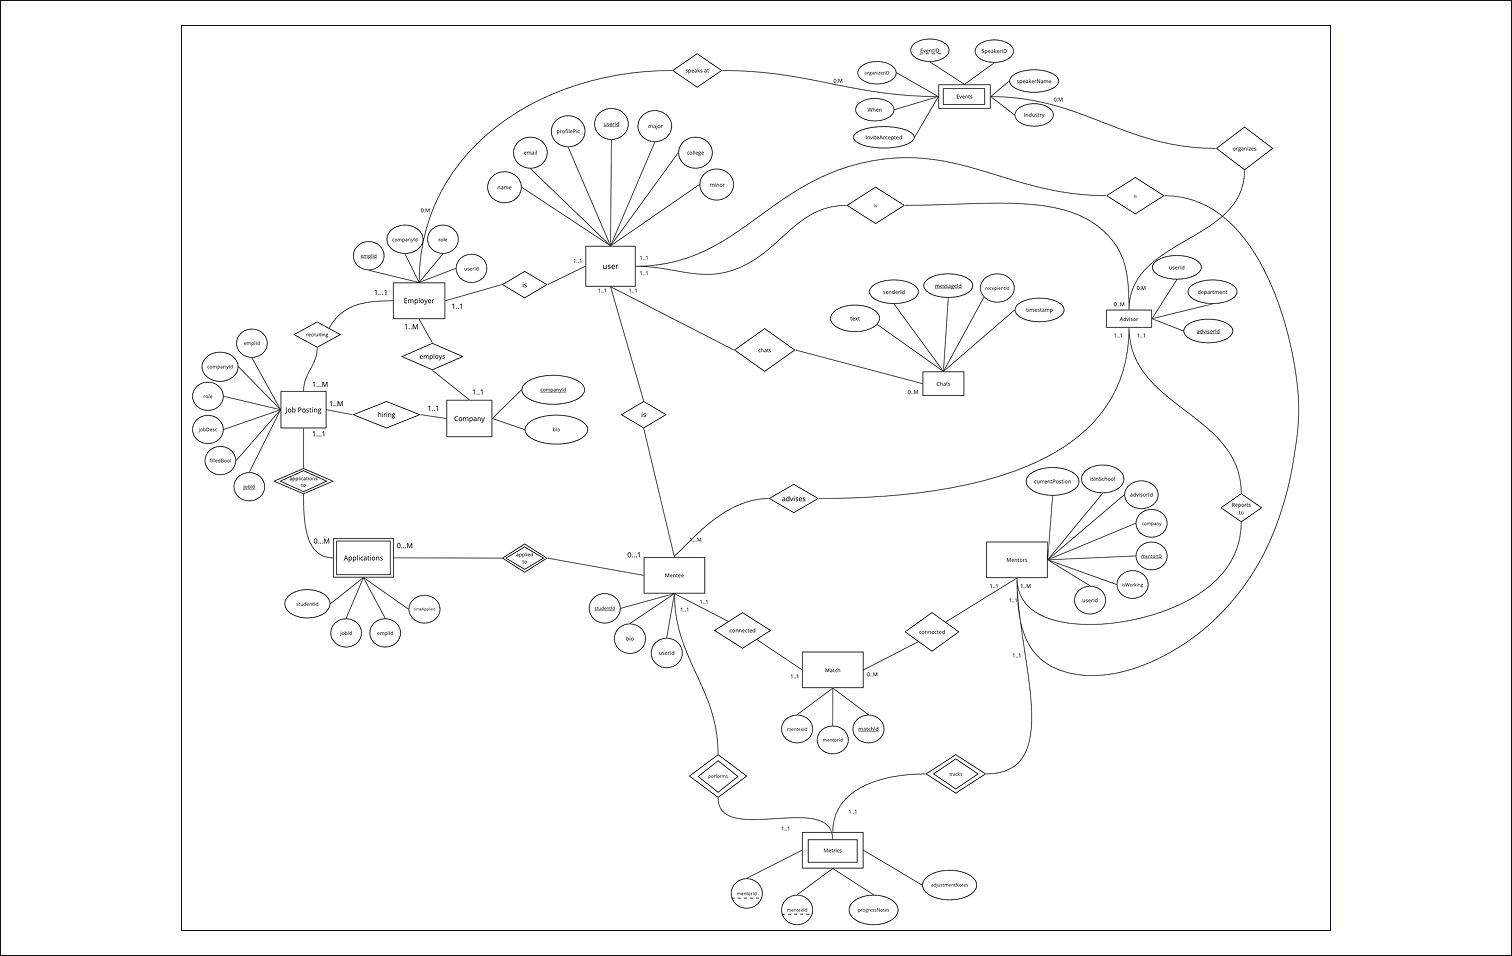 EventID
SpeakerID
speaks at
organizerID
speakerName
0:M
Events
0:M
When
Industry
InviteAccepted
userId
major
profilePic
email
college
organizes
name
minor
is
is
0:M
companyId
role
emplId
userId
1..1
user
1..1
1..1
userId
department
advisorId
is
1..1
1..1
Employer
1...1
1..1
0:M
0..M
Advisor
1..1
1..1
messageId
senderId
recepientId
text
timestamp
chats
Chats
0..M
recruiting
1..M
employs
emplId
companyId
role
jobDesc
filledBool
jobId
1...M
Job Posting
1..M
hiring
1..1
1..1
Company
companyId
bio
1...1
is
applications
to
advises
currentPostion
isInSchool
advisorId
company
mentorID
isWorking
userId
Reports
to
0...M
Applications
0...M
applied
to
0...1
..M
Mentee
Mentors
1..1
1..M
1..1
studentId
jobId
emplId
timeApplied
studentId
bio
userId
1..1
1..1
connected
connected
1..1
Match
1..1
0..M
menteeId
mentorId
matchId
performs
tracks
1..1
1..1
Metrics
mentorId
menteeId
progressNotes
adjustmentNotes